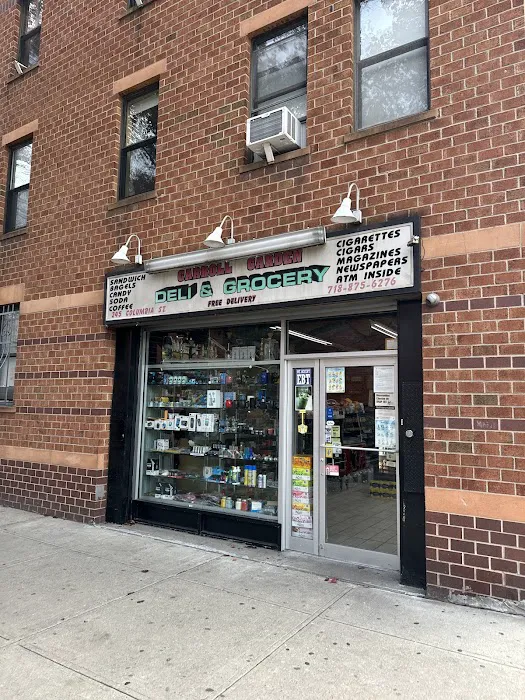 SANDWICH
BAGELS
CANDY
SODA
COFFEE
245 COLUMBIA ST
CARROLL GARDEN
DELI & GROCERY
FREE DELIVERY
CIGARETTES
CIGARS
MAGAZINES
NEWSPAPERS
ATM INSIDE
718-875-6276
EBT